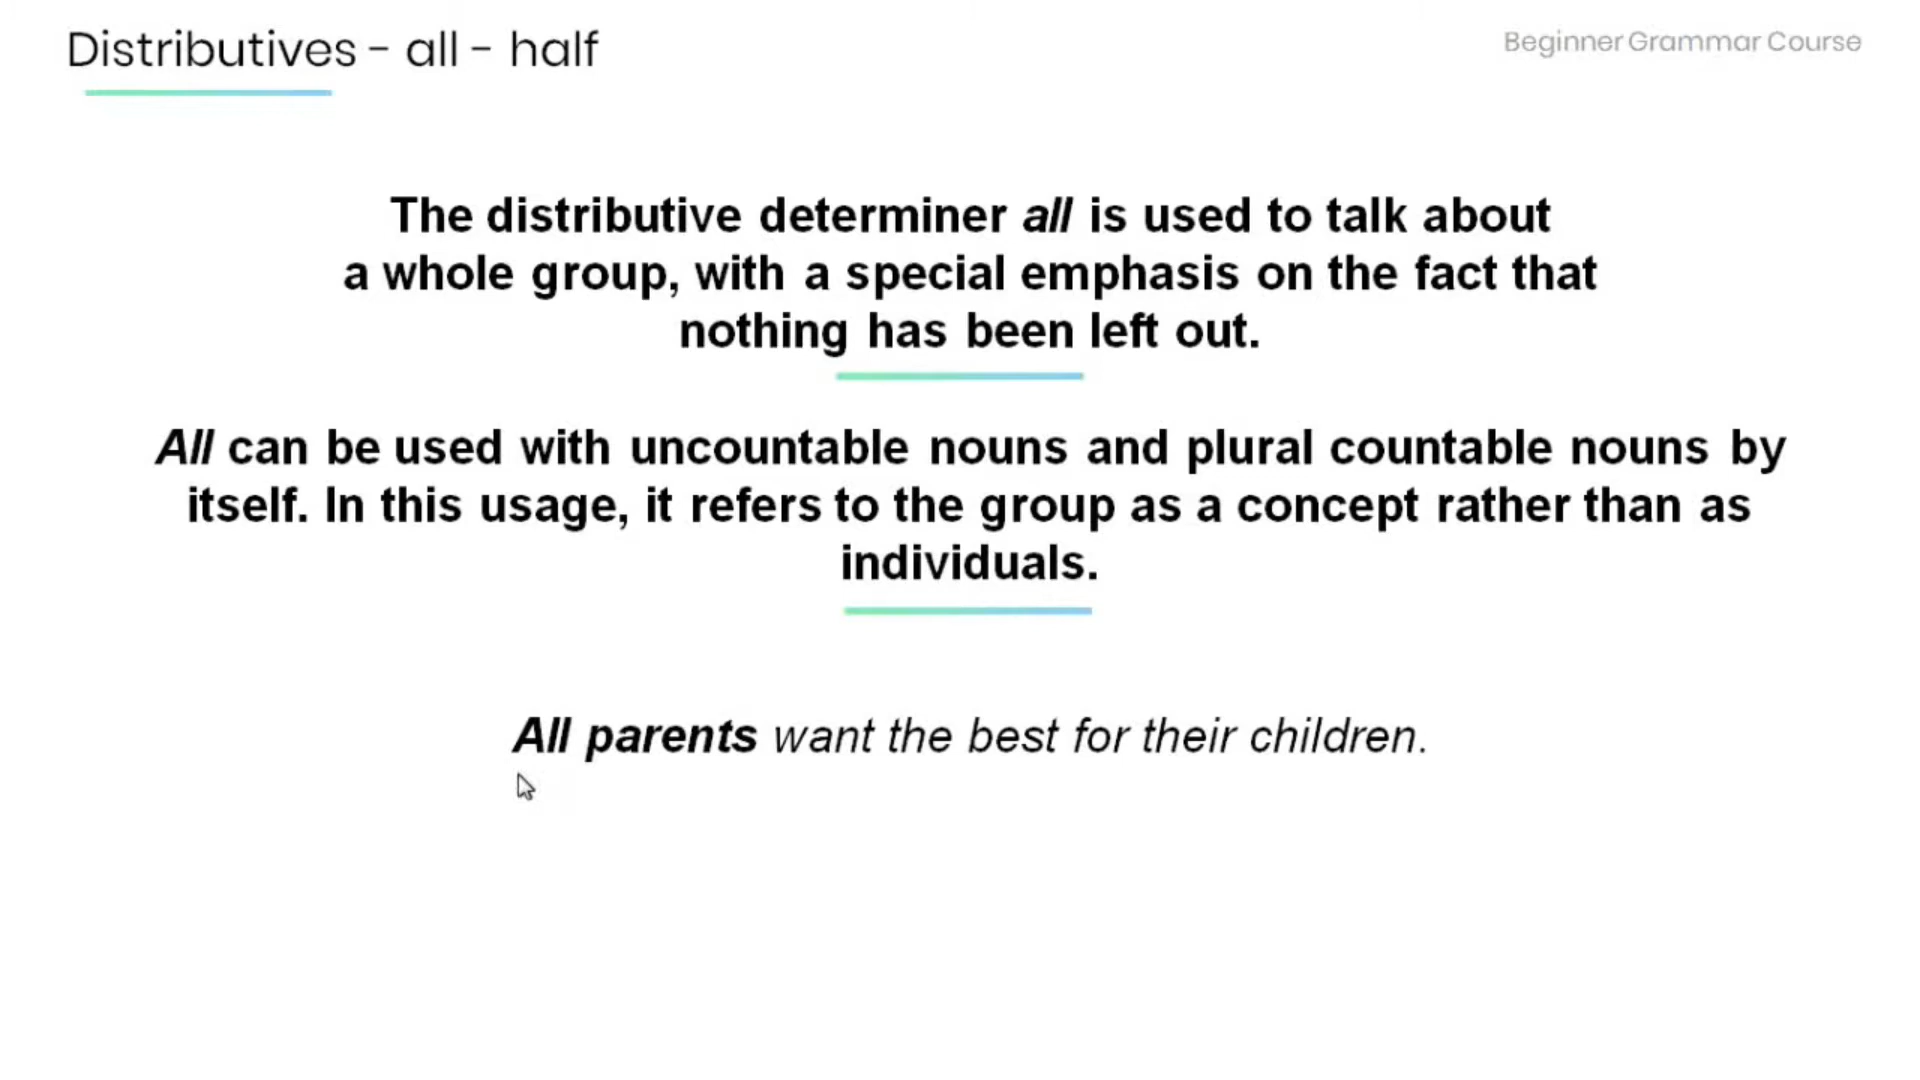 Distributives - all - half
Beginner Grammar Course
The distributive determiner all is used to talk about
a whole group, with a special emphasis on the fact that
nothing has been left out.
All can be used with uncountable nouns and plural countable nouns by
itself. In this usage, it refers to the group as a concept rather than as
individuals.
All parents want the best for their children.